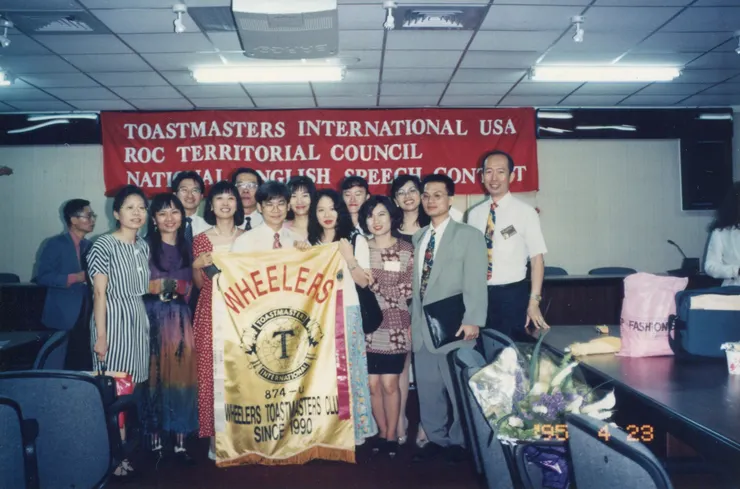 TOASTMASTERS INTERNATIONAL USA
ROC TERRITORIAL COUNCIL
NATIONAL ENGLISH SPEECH CONTEST
WHEELERS
TOASTMASTERS
T
INTERNATIONAL
874-U
WHEELERS TOASTMASTERS CLU
SINCE 1990
FASHION
'95 4 23